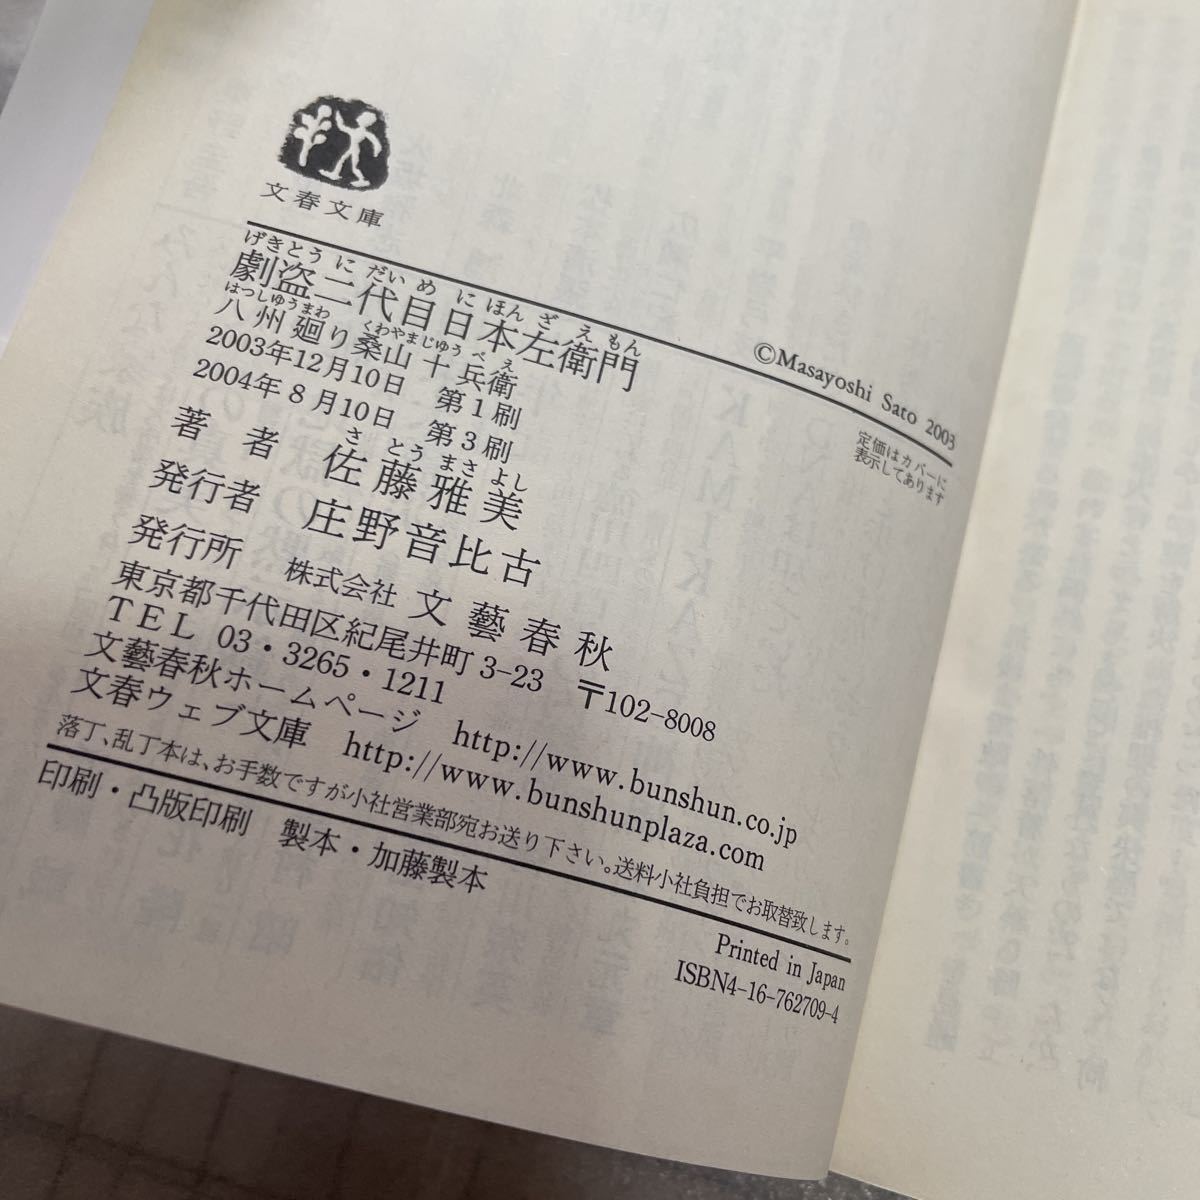 文春文庫
©Masayoshi Sato 2003
定価はカバーに
表示してあります
げきとう に だい め に ほん ざ え もん
劇盗二代目日本左衛門
はつしゆうまわ くわやまじゆう べ え
八州廻り桑山十兵衛
2003年12月10日 第1刷
2004年8月10日 第3刷
さ とう まさ よし
著者 佐藤雅美
発行者 庄野音比古
発行所 株式会社 文藝春秋
東京都千代田区紀尾井町3-23 〒102-8008
TEL 03・3265・1211
文藝春秋ホームページ http://www.bunshun.co.jp
文春ウェブ文庫 http://www.bunshunplaza.com
落丁、乱丁本は、お手数ですが小社営業部宛お送り下さい。送料小社負担でお取替致します。
印刷・凸版印刷 製本・加藤製本
Printed in Japan
ISBN4-16-762709-4